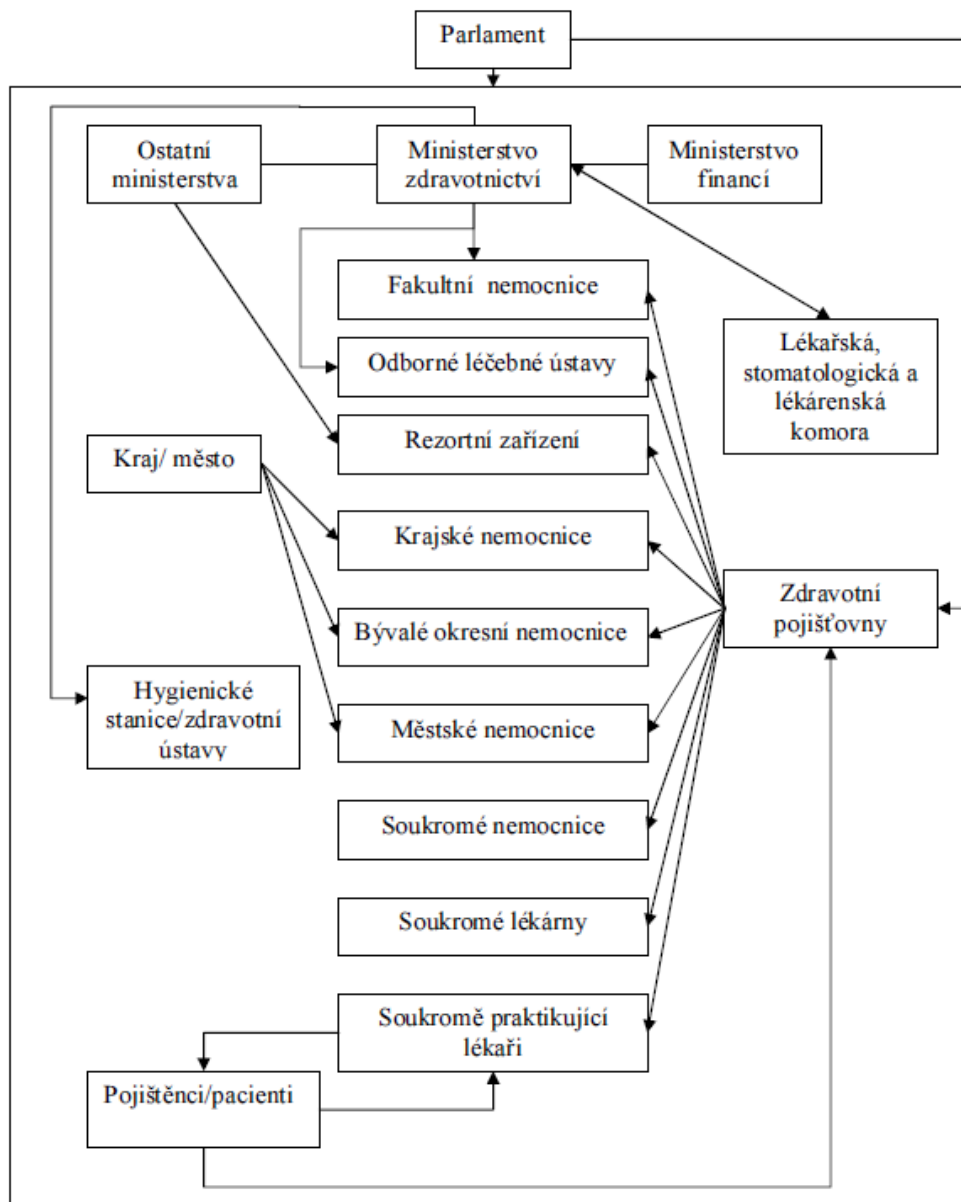 Parlament
Ostatní
ministerstva
Ministerstvo
zdravotnictví
Ministerstvo
financí
Fakultní nemocnice
Odborné léčebné ústavy
Lékařská,
stomatologická a
lékárenská
komora
Rezortní zařízení
Kraj/ město
Krajské nemocnice
Zdravotní
pojišťovny
Bývalé okresní nemocnice
Hygienické
stanice/zdravotní
ústavy
Městské nemocnice
Soukromé nemocnice
Soukromé lékárny
Soukromě praktikující
lékaři
Pojištěnci/pacienti